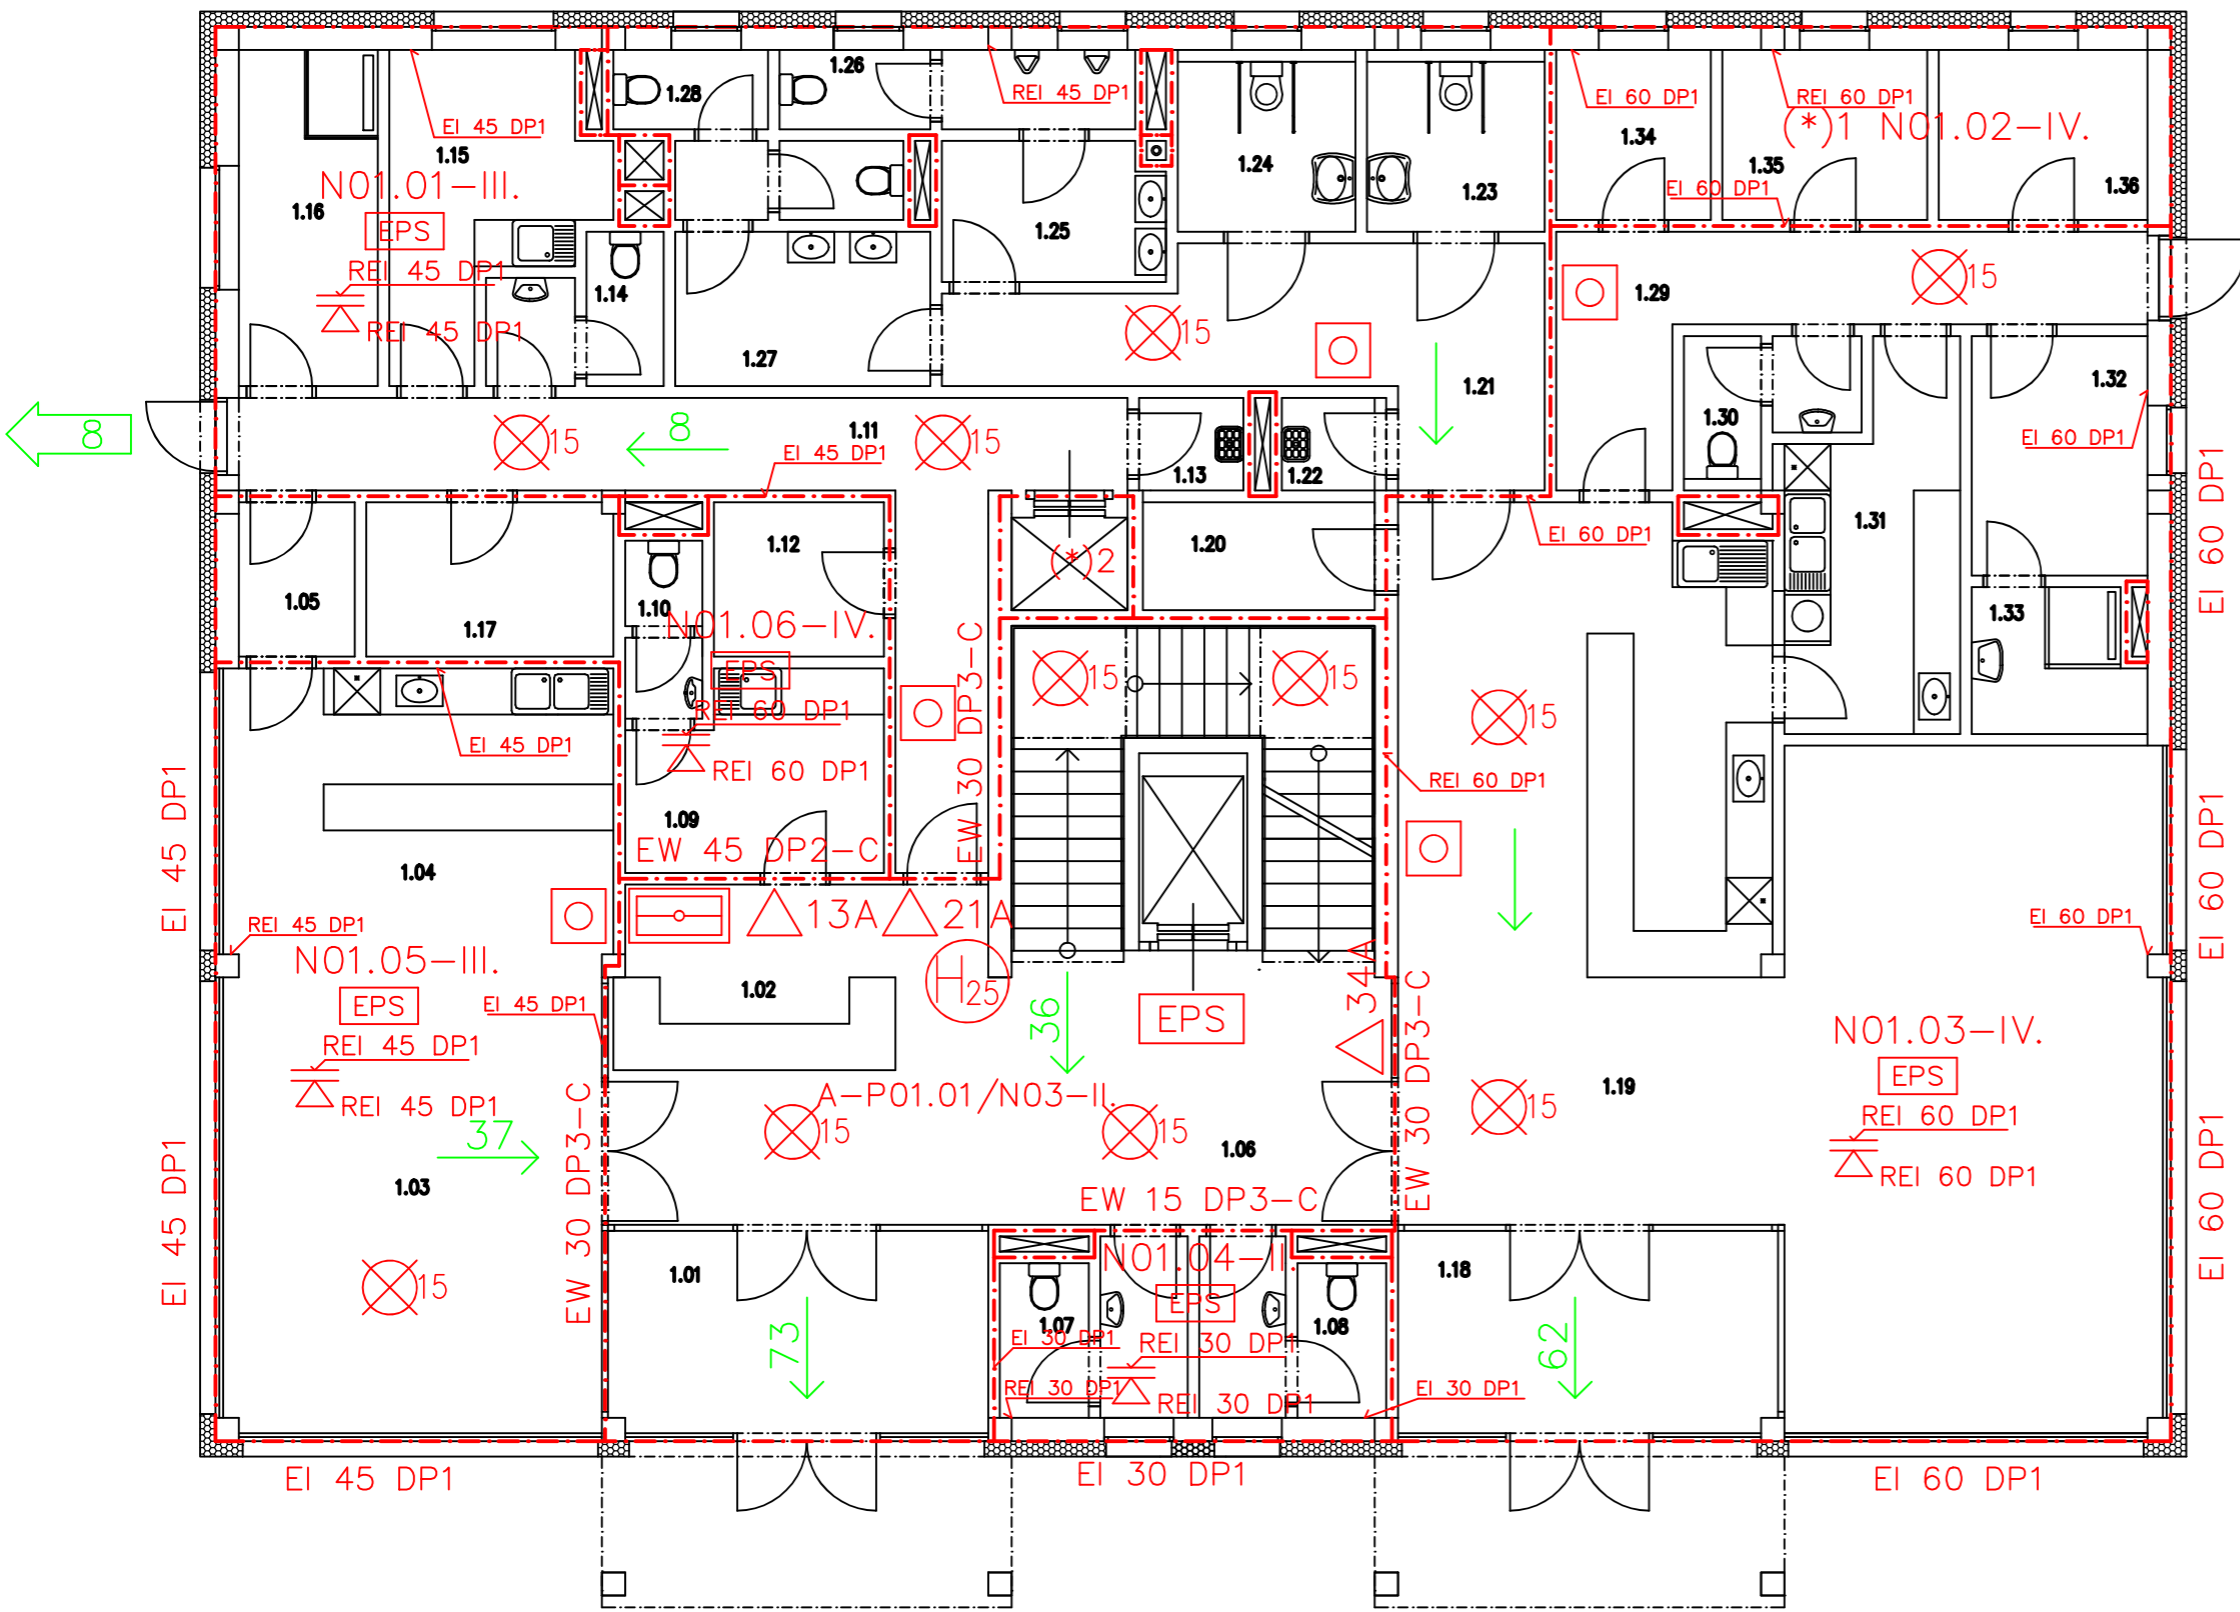 1.26
1.28
REI 45 DP1
EI 60 DP1
REI 60 DP1
EI 45 DP1
1.15
(*)1 N01.02-IV.
1.34
1.24
1.35
N01.01-III.
EI 60 DP1
1.36
1.23
1.16
EPS
1.25
REI 45 DP1
1.14
15
1.29
REI 45 DP1
15
1.27
1.21
1.32
1.30
8
8
1.11
15
15
EI 45 DP1
EI 60 DP1
1.13
1.22
EI 60 DP1
1.12
1.20
EI 60 DP1
1.31
(*)2
1.05
1.17
1.10
N01.06-IV.
1.33
EPS
15
15
REI 60 DP1
15
EI 45 DP1
REI 60 DP1
EW 30 DP3-C
REI 60 DP1
1.09
EW 45 DP2-C
EI 45 DP1
1.04
EI 60 DP1
13A
21A
EI 60 DP1
REI 45 DP1
N01.05-III.
H25
1.02
34A
EPS
EI 45 DP1
36
EPS
N01.03-IV.
REI 45 DP1
EW 30 DP3-C
EPS
REI 45 DP1
A-P01.01/N03-II.
15
1.19
REI 60 DP1
37
15
15
1.06
REI 60 DP1
1.03
EI 45 DP1
EW 30 DP3-C
EW 15 DP3-C
EI 60 DP1
15
1.01
N01.04-II.
1.18
EPS
73
1.07
1.08
62
EI 30 DP1
REI 30 DP1
REI 30 DP1
REI 30 DP1
EI 30 DP1
EI 45 DP1
EI 30 DP1
EI 60 DP1